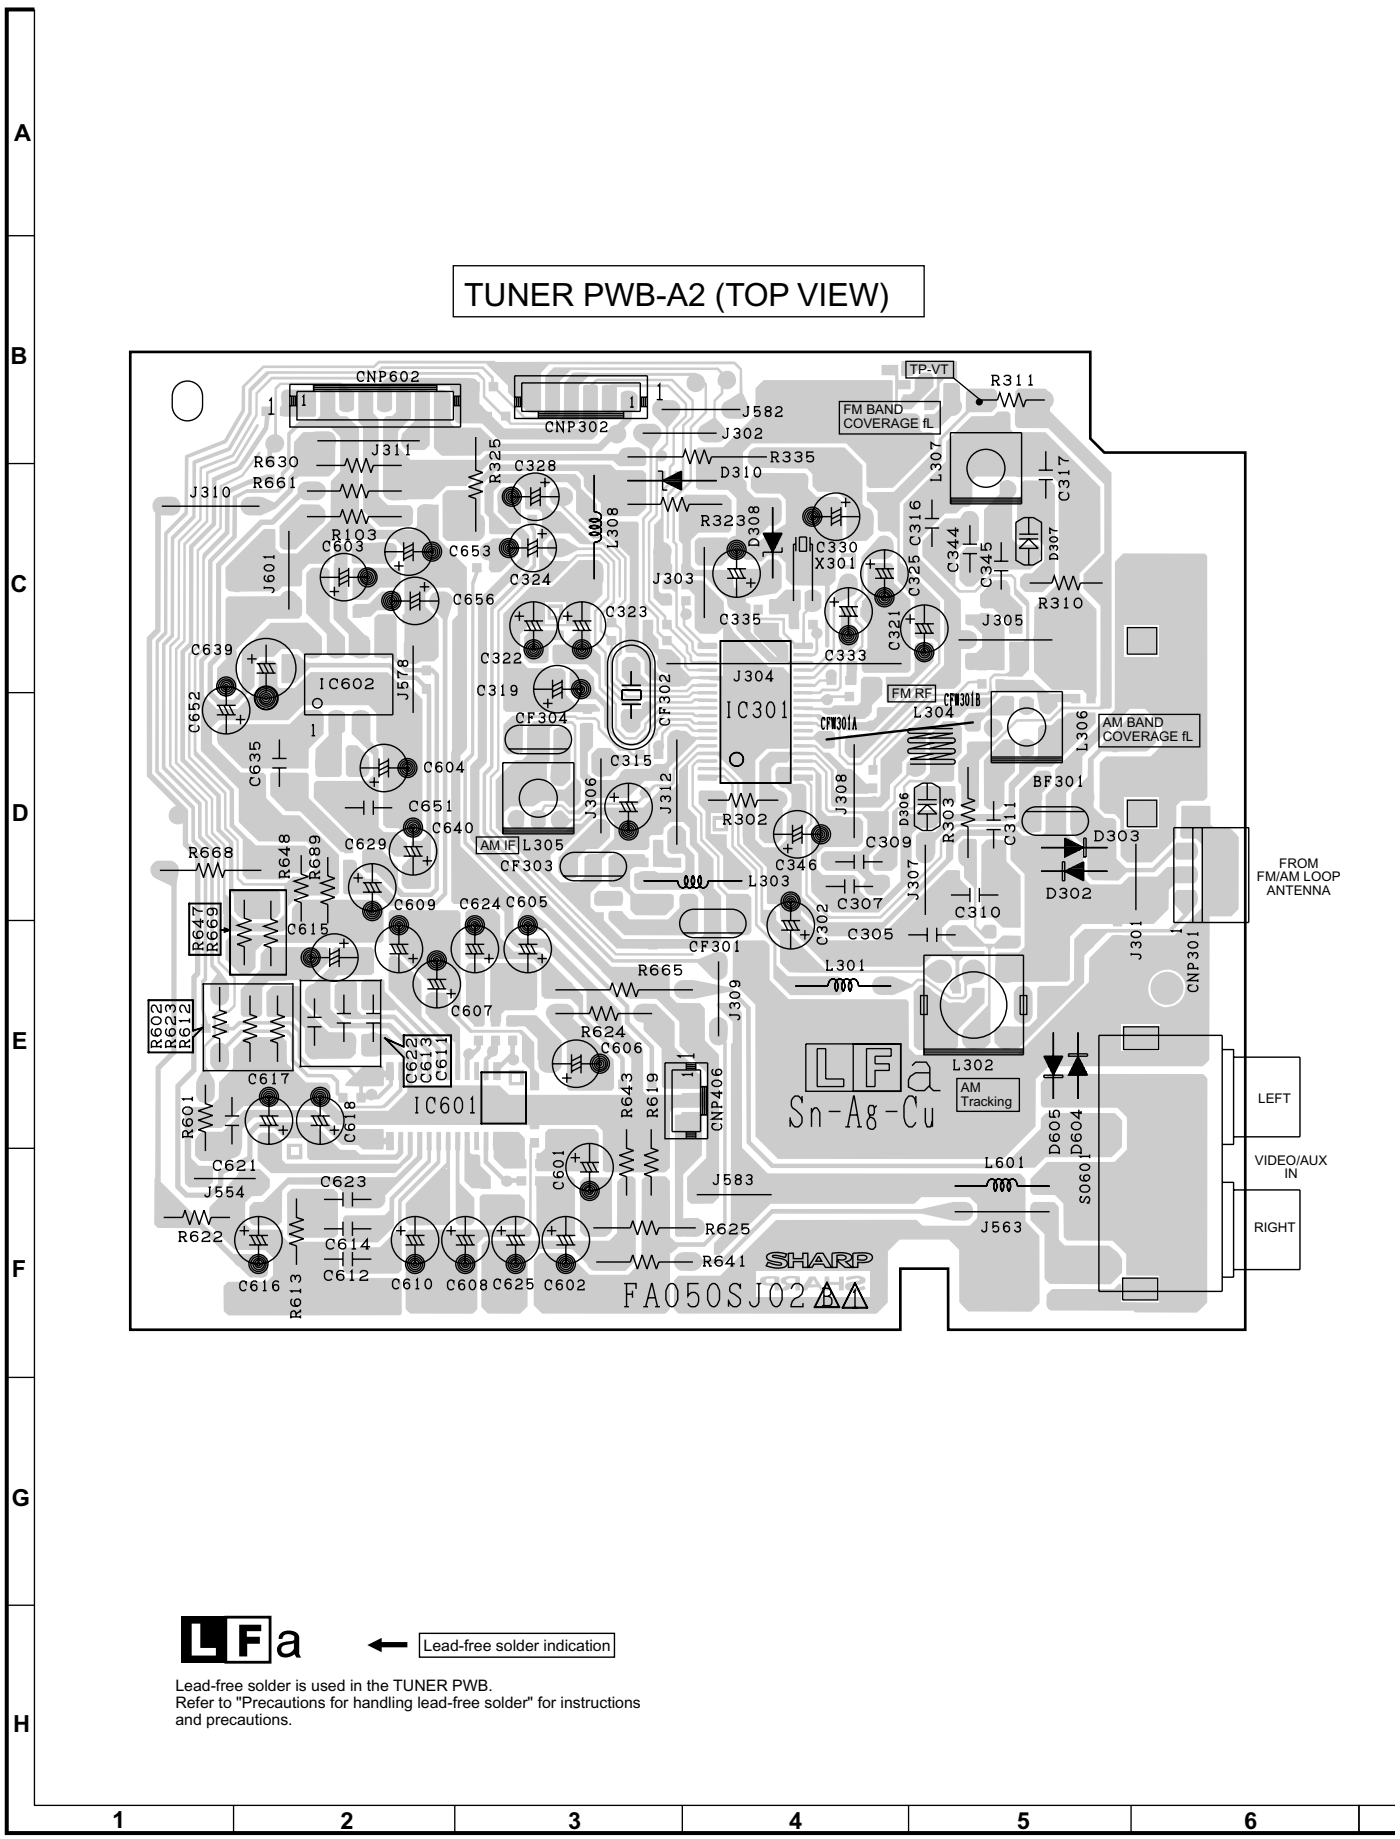 A
TUNER PWB-A2 (TOP VIEW)
B
TP-VT
CNP602
R311
1
1
1
1
CNP302
J582
FM BAND
COVERAGE fL
J302
L307
J311
R325
R630
C328
R335
D310
C317
R661
J310
R323
D308
C316
L308
R103
C603
C653
C330
C344
D307
C345
C324
X301
C325
J601
J303
C
R310
C656
C323
C335
C321
J305
C639
C322
C333
J304
J578
IC602
C319
CF302
FM RF
CFW301B
C652
CF304
IC301
CFW301A
L304
L306
AM BAND
COVERAGE fL
1
C635
C315
C604
J306
J312
J308
BF301
D306
R303
C311
D
C651
R302
C640
D303
C629
AM IF
L305
C309
R648
R689
R668
CF303
C346
J307
FROM
FM/AM LOOP
ANTENNA
L303
D302
C307
C609
C624
C605
C310
R647
R669
C615
C302
C305
J301
1
CF301
CNP301
R665
L301
J309
C607
R602
R623
R612
R624
E
C622
C613
C611
C606
LFa
L302
C617
1
R643
R619
CNP406
AM
Tracking
IC601
LEFT
R601
C618
Sn-Ag-Cu
D605
D604
C601
C621
L601
VIDEO/AUX
IN
J554
C623
J583
S0601
R622
J563
R625
RIGHT
C614
R641
SHARP
F
C612
C616
C610
C608
C625
C602
R613
FA050SJ02 B 1
G
LFa
Lead-free solder indication
Lead-free solder is used in the TUNER PWB.
Refer to "Precautions for handling lead-free solder" for instructions
and precautions.
H
1
2
3
4
5
6